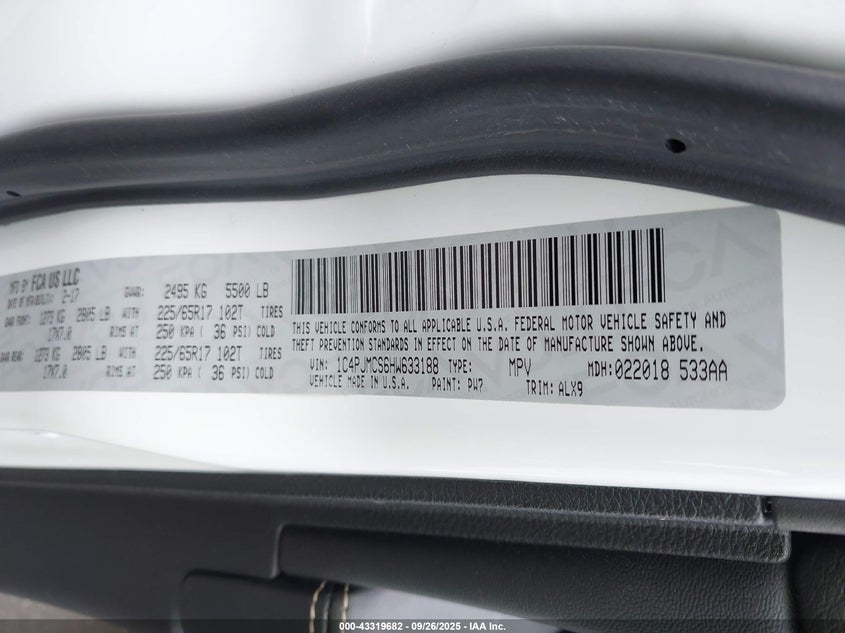 MFD BY FCA US LLC
DATE OF MFR 2-17 GVWR: 2495 KG 5500 LB
GAWR FRONT: 1273 KG 2805 LB WITH 225/65R17 102T TIRES
17X7.0 RIMS AT 250 KPA ( 36 PSI) COLD
GAWR REAR: 1273 KG 2805 LB WITH 225/65R17 102T TIRES
17X7.0 RIMS AT 250 KPA ( 36 PSI) COLD
THIS VEHICLE CONFORMS TO ALL APPLICABLE U.S.A. FEDERAL MOTOR VEHICLE SAFETY AND
THEFT PREVENTION STANDARDS IN EFFECT ON THE DATE OF MANUFACTURE SHOWN ABOVE.
VIN: 1C4PJMCS6HW633188 TYPE: MPV MDH:022018 533AA
VEHICLE MADE IN U.S.A. PAINT: PW7 TRIM: ALX9
000-43319682 - 09/26/2025 - IAA Inc.